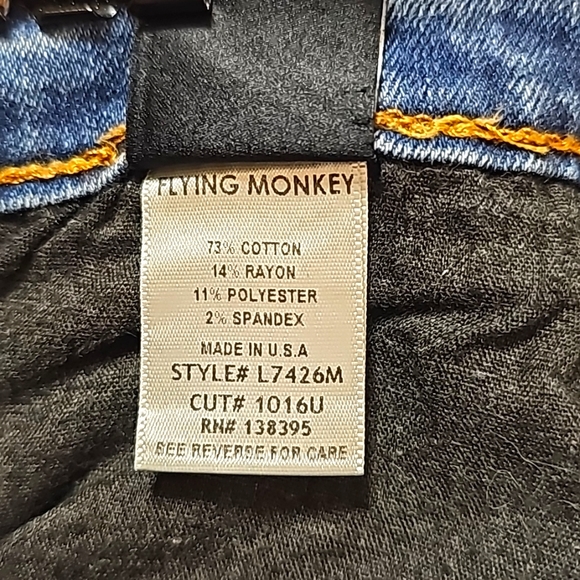 FLYING MONKEY
73% COTTON
14% RAYON
11% POLYESTER
2% SPANDEX
MADE IN U.S.A
STYLE# L7426M
CUT# 1016U
RN# 138395
SEE REVERSE FOR CARE